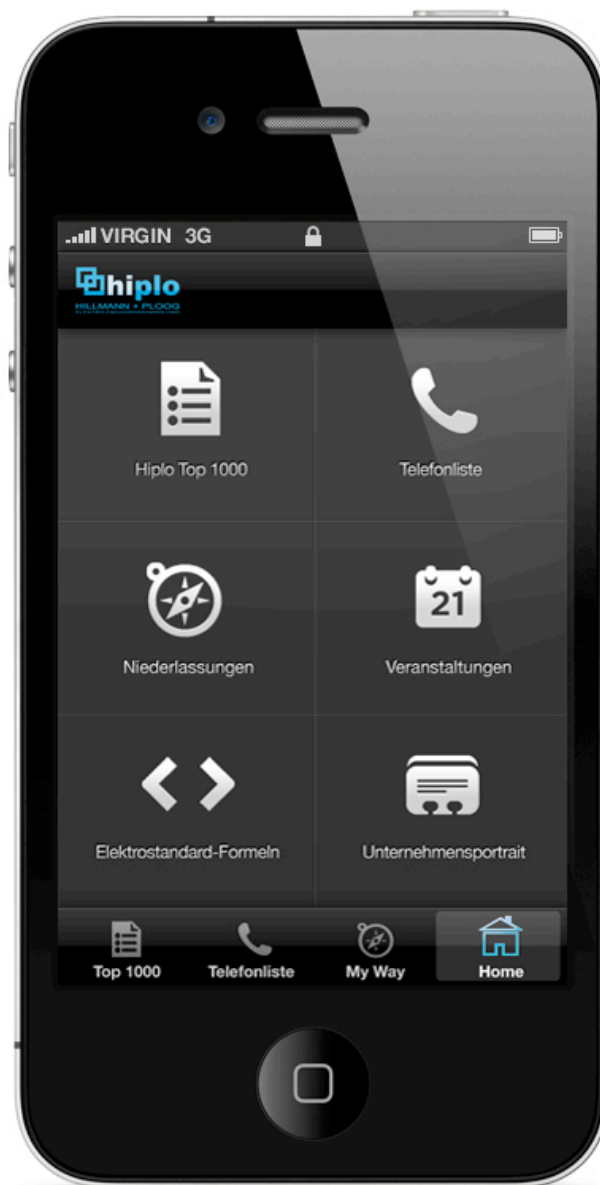 VIRGIN 3G
hiplo
HILLMANN + PLOOG
Hiplo Top 1000
Telefonliste
21
Niederlassungen
Veranstaltungen
Elektrostandard-Formeln
Unternehmensportrait
Top 1000
Telefonliste
My Way
Home